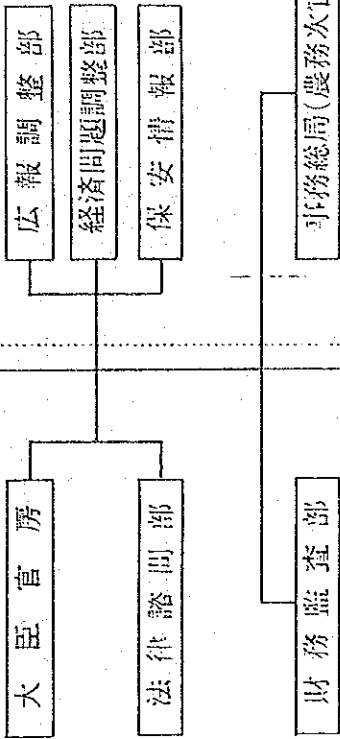 広報調整部
経済問題調整部
保安情報部
事務総局(農務次官
大臣官房
法律諮問部
財務監査部